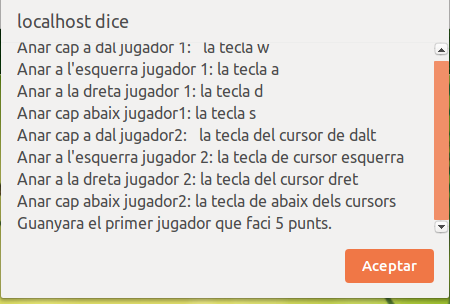 localhost dice
Anar cap a dal jugador 1:   la tecla w
Anar a l'esquerra jugador 1: la tecla a
Anar a la dreta jugador 1: la tecla d
Anar cap abaix jugador1: la tecla s
Anar cap a dal jugador2:   la tecla del cursor de dalt
Anar a l'esquerra jugador 2: la tecla de cursor esquerra
Anar a la dreta jugador 2: la tecla del cursor dret
Anar cap abaix jugador2: la tecla de abaix dels cursors
Guanyara el primer jugador que faci 5 punts.
Aceptar